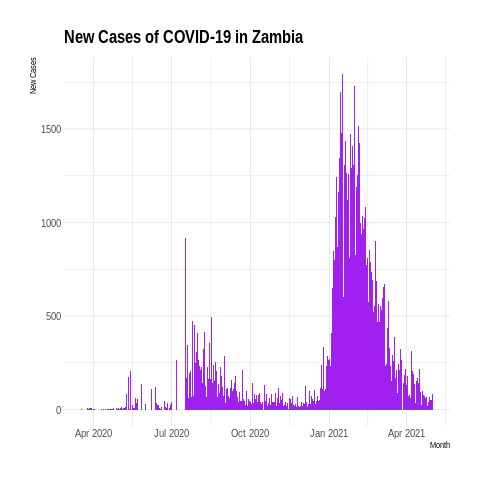 New Cases of COVID-19 in Zambia
New Cases
1500
1000
500
0
Apr 2020 Jul 2020 Oct 2020 Jan 2021 Apr 2021
Month